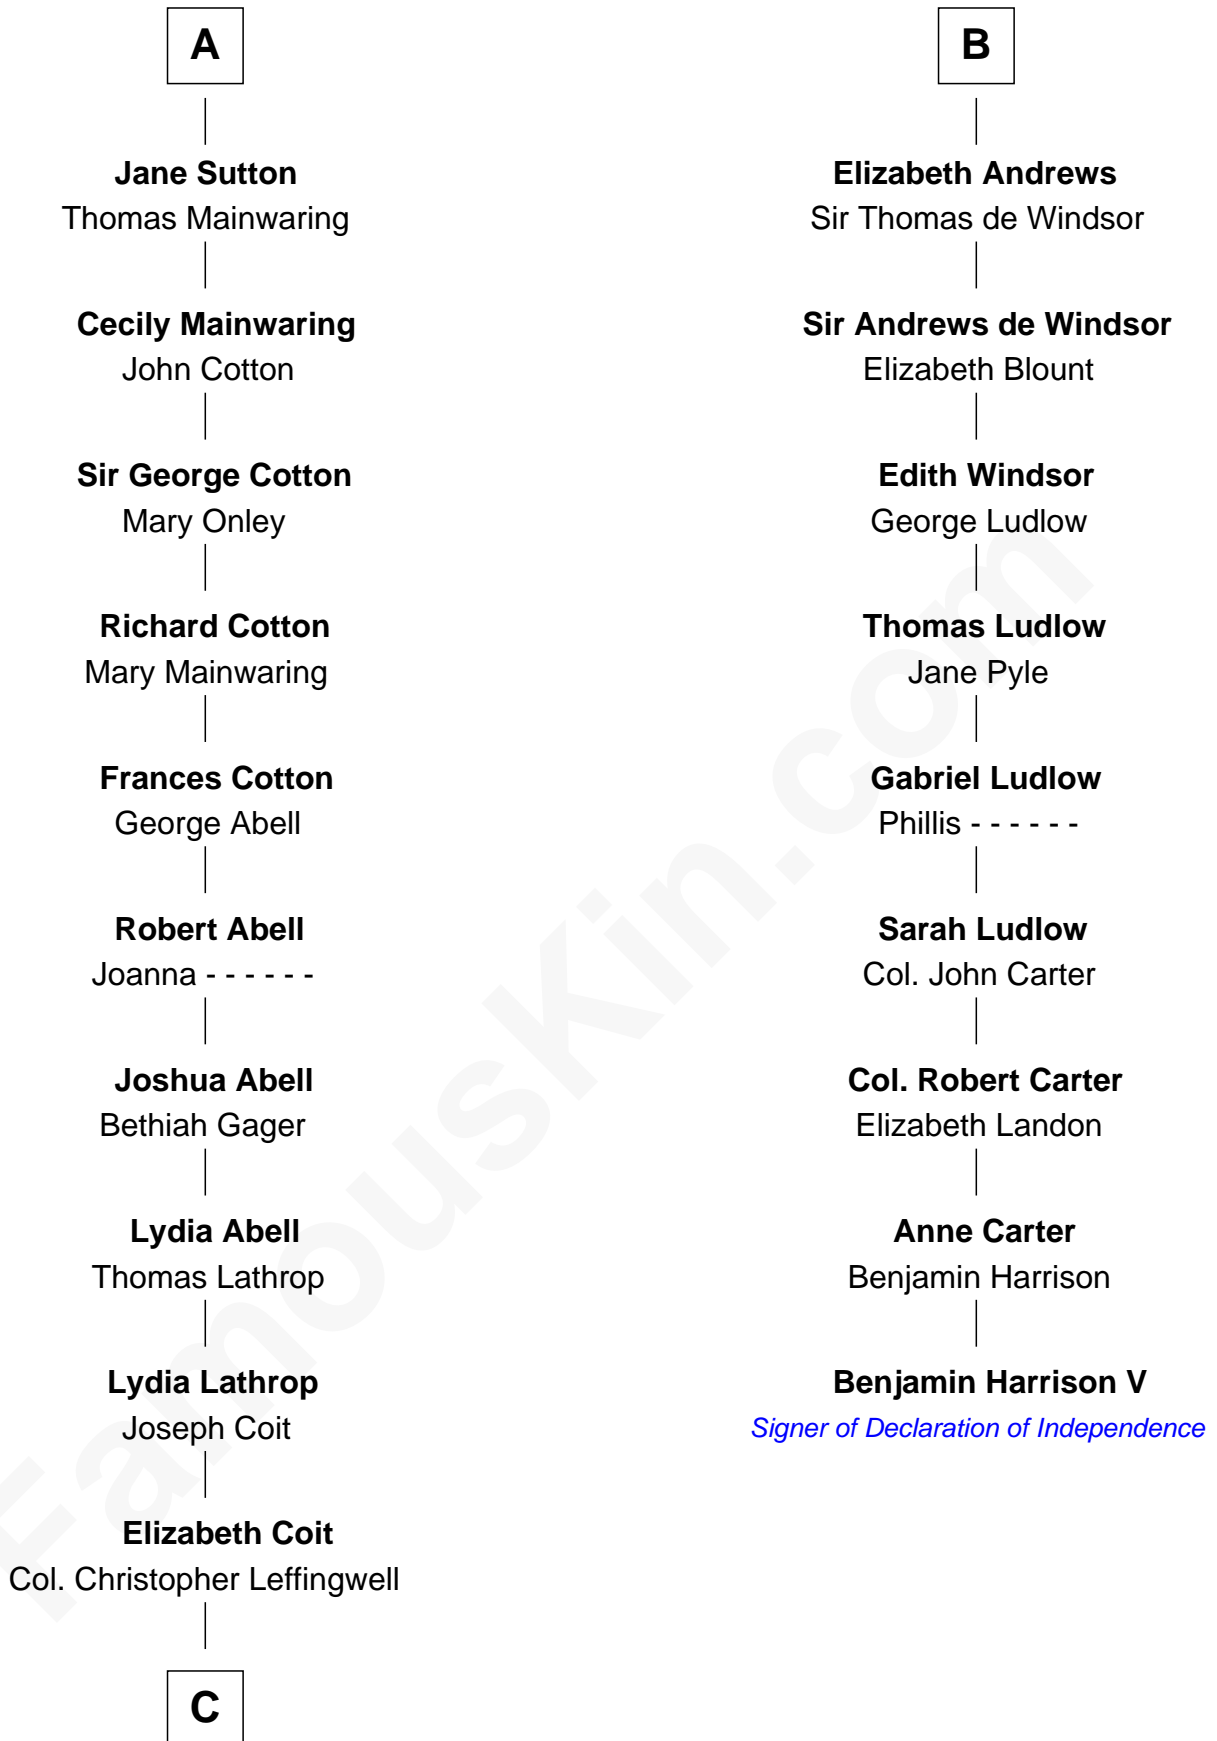 A
Jane Sutton
Thomas Mainwaring
Cecily Mainwaring
John Cotton
Sir George Cotton
Mary Onley
Richard Cotton
Mary Mainwaring
Frances Cotton
George Abell
Robert Abell
Joanna - - - - - -
Joshua Abell
Bethiah Gager
Lydia Abell
Thomas Lathrop
Lydia Lathrop
Joseph Coit
Elizabeth Coit
Col. Christopher Leffingwell
C
B
Elizabeth Andrews
Sir Thomas de Windsor
Sir Andrews de Windsor
Elizabeth Blount
Edith Windsor
George Ludlow
Thomas Ludlow
Jane Pyle
Gabriel Ludlow
Phillis - - - - - -
Sarah Ludlow
Col. John Carter
Col. Robert Carter
Elizabeth Landon
Anne Carter
Benjamin Harrison
Benjamin Harrison V
Signer of Declaration of Independence
FamousKin.com